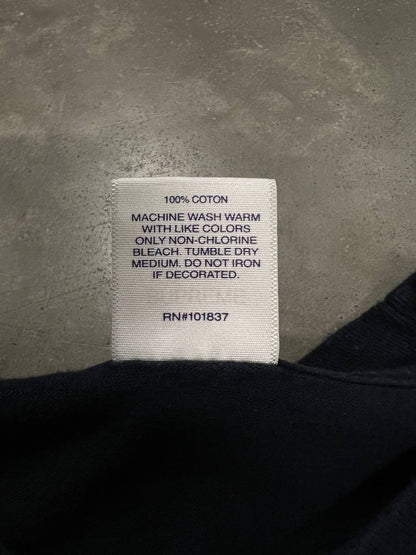 100% COTON
MACHINE WASH WARM
WITH LIKE COLORS
ONLY NON-CHLORINE
BLEACH. TUMBLE DRY
MEDIUM. DO NOT IRON
IF DECORATED.
RN#101837